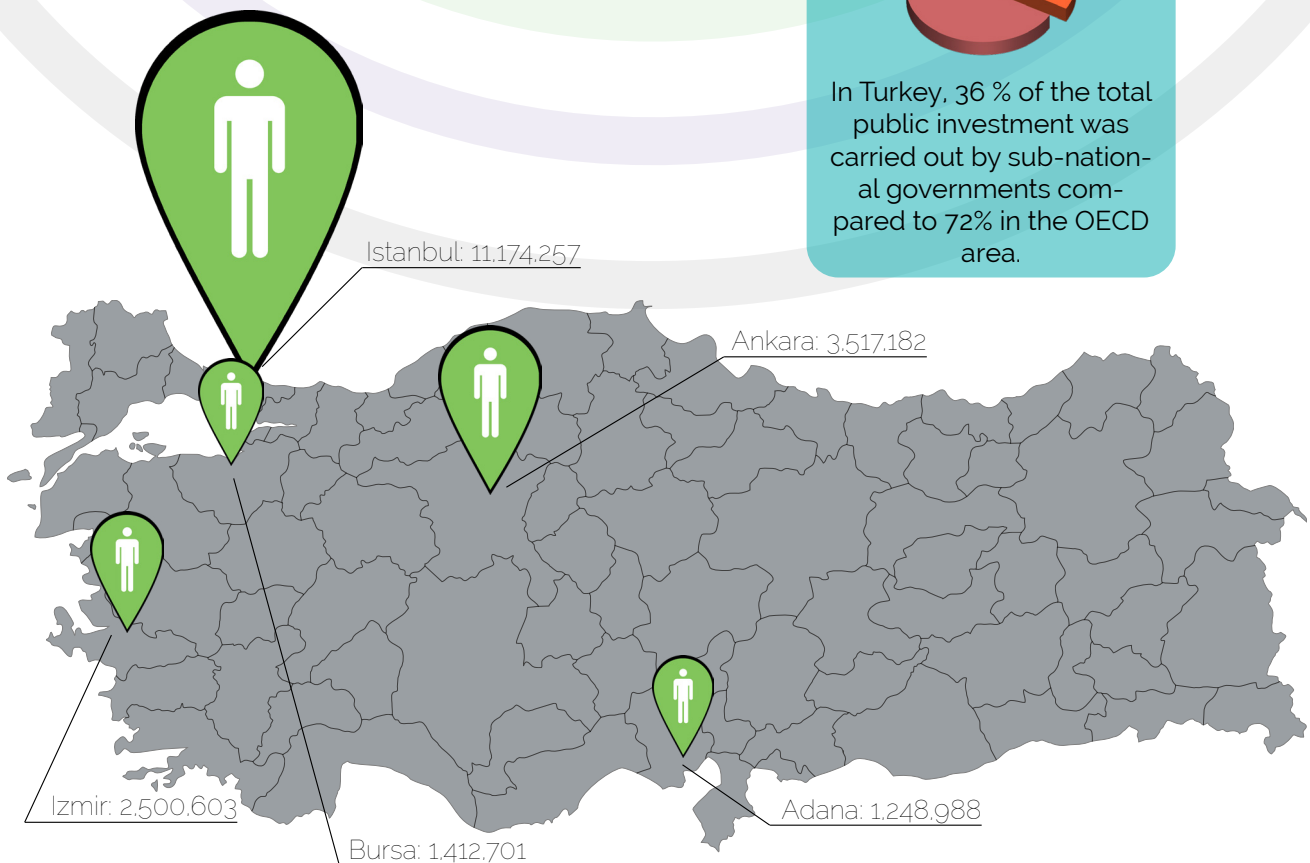 In Turkey, 36 % of the total
public investment was
carried out by sub-nation-
al governments com-
pared to 72% in the OECD
area.
Istanbul: 11,174,257
Ankara: 3,517,182
Izmir: 2,500,603
Adana: 1,248,988
Bursa: 1,412,701